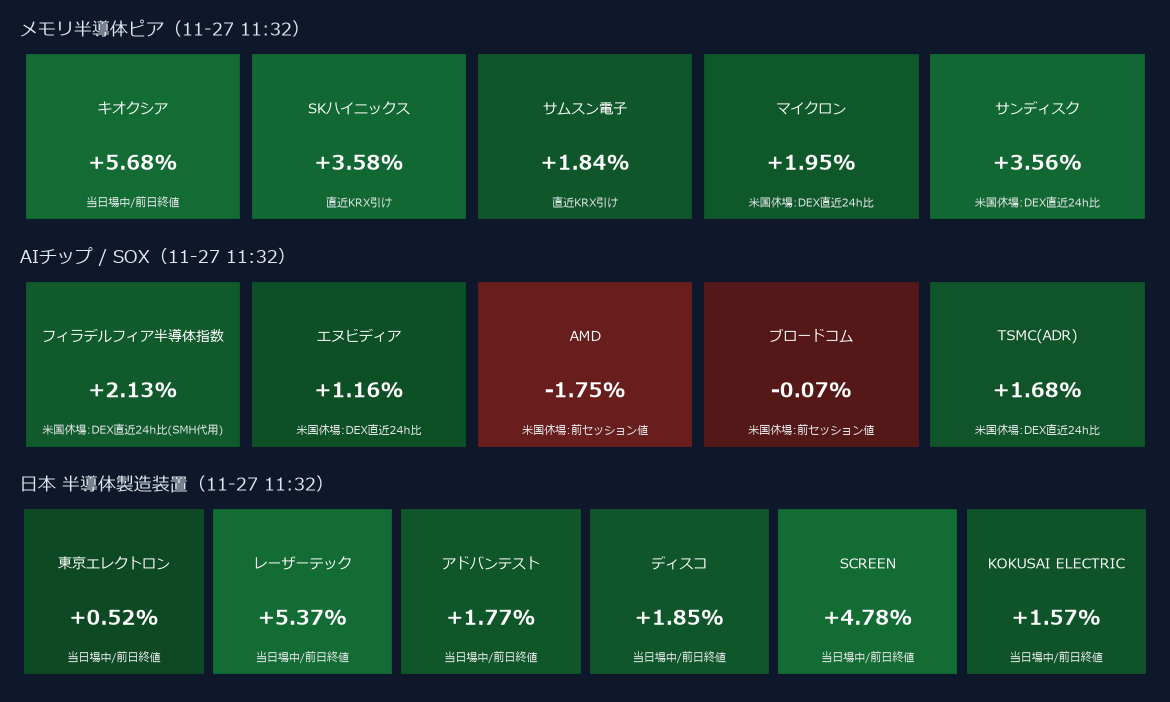 メモリ半導体ピア（11-27 11:32）
キオクシア
+5.68%
当日場中/前日終値
SKハイニックス
+3.58%
直近KRX引け
サムスン電子
+1.84%
直近KRX引け
マイクロン
+1.95%
米国休場:DEX直近24h比
サンディスク
+3.56%
米国休場:DEX直近24h比
AIチップ / SOX（11-27 11:32）
フィラデルフィア半導体指数
+2.13%
米国休場:DEX直近24h比(SMH代用)
エヌビディア
+1.16%
米国休場:DEX直近24h比
AMD
-1.75%
米国休場:前セッション値
ブロードコム
-0.07%
米国休場:前セッション値
TSMC(ADR)
+1.68%
米国休場:DEX直近24h比
日本 半導体製造装置（11-27 11:32）
東京エレクトロン
+0.52%
当日場中/前日終値
レーザーテック
+5.37%
当日場中/前日終値
アドバンテスト
+1.77%
当日場中/前日終値
ディスコ
+1.85%
当日場中/前日終値
SCREEN
+4.78%
当日場中/前日終値
KOKUSAI ELECTRIC
+1.57%
当日場中/前日終値